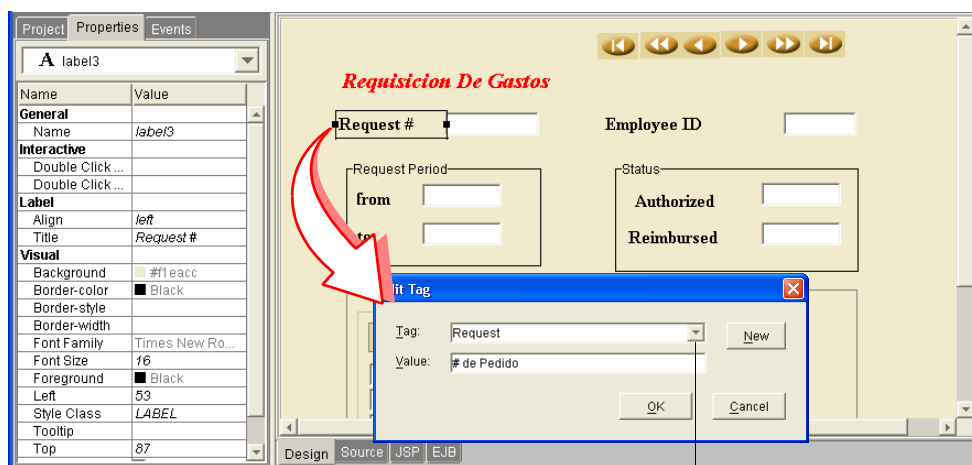 Project Properties Events
A label3
Name Value
General
Name label3
Interactive
Double Click ...
Double Click ...
Label
Align left
Title Request #
Visual
Background #f1eacc
Border-color Black
Border-style
Border-width
Font Family Times New Ro...
Font Size 16
Foreground Black
Left 53
Style Class LABEL
Tooltip
Top 87
Requisicion De Gastos
Request # Employee ID
Request Period Status
from Authorized
to Reimbursed
it Tag
Tag: Request New
Value: # de Pedido
OK Cancel
Design Source JSP EJB